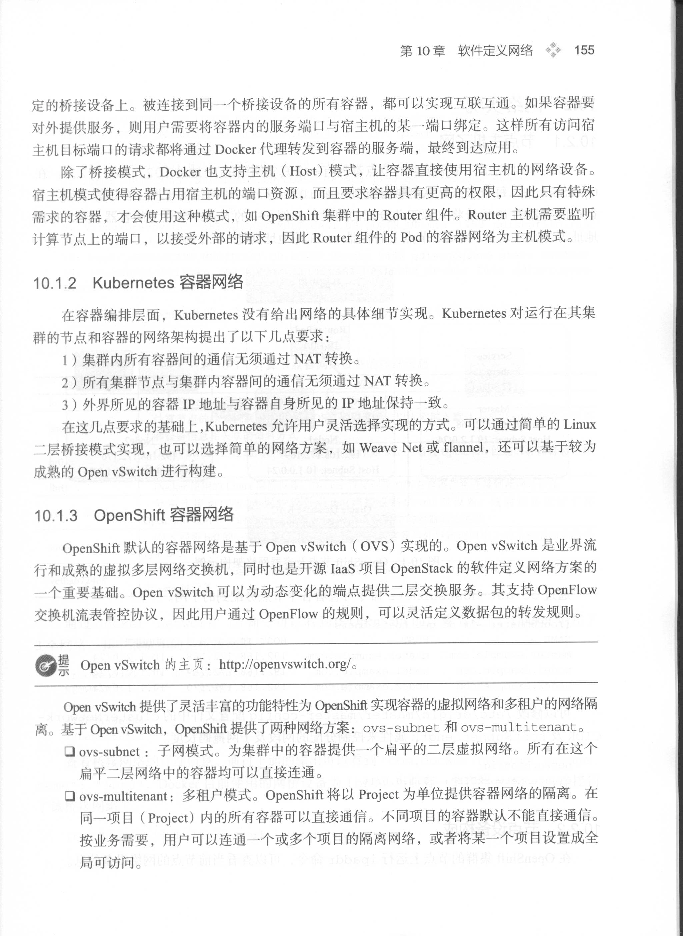 第 10 章 软件定义网络 155
定的桥接设备上。被连接到同一个桥接设备的所有容器，都可以实现互联互通。如果容器要
对外提供服务，则用户需要将容器内的服务端口与宿主机的某一端口绑定。这样所有访问宿
主机目标端口的请求都将通过 Docker 代理转发到容器的服务端，最终到达应用。
除了桥接模式，Docker 也支持主机（Host）模式，让容器直接使用宿主机的网络设备。
宿主机模式使得容器占用宿主机的端口资源，而且要求容器具有更高的权限，因此只有特殊
需求的容器，才会使用这种模式，如 OpenShift 集群中的 Router 组件。Router 主机需要监听
计算节点上的端口，以接受外部的请求，因此 Router 组件的 Pod 的容器网络为主机模式。
10.1.2 Kubernetes 容器网络
在容器编排层面，Kubernetes 没有给出网络的具体细节实现。Kubernetes 对运行在其集
群的节点和容器的网络架构提出了以下几点要求：
1）集群内所有容器间的通信无须通过 NAT 转换。
2）所有集群节点与集群内容器间的通信无须通过 NAT 转换。
3）外界所见的容器 IP 地址与容器自身所见的 IP 地址保持一致。
在这几点要求的基础上，Kubernetes 允许用户灵活选择实现的方式。可以通过简单的 Linux
二层桥接模式实现，也可以选择简单的网络方案，如 Weave Net 或 flannel，还可以基于较为
成熟的 Open vSwitch 进行构建。
10.1.3 OpenShift 容器网络
OpenShift 默认的容器网络是基于 Open vSwitch（OVS）实现的。Open vSwitch 是业界流
行和成熟的虚拟多层网络交换机，同时也是开源 IaaS 项目 OpenStack 的软件定义网络方案的
一个重要基础。Open vSwitch 可以为动态变化的端点提供二层交换服务。其支持 OpenFlow
交换机流表管控协议，因此用户通过 OpenFlow 的规则，可以灵活定义数据包的转发规则。
提示 Open vSwitch 的主页：http://openvswitch.org/。
Open vSwitch 提供了灵活丰富的功能特性为 OpenShift 实现容器的虚拟网络和多租户的网络隔
离。基于 Open vSwitch，OpenShift 提供了两种网络方案：ovs-subnet 和 ovs-multitenant。
❑ ovs-subnet：子网模式。为集群中的容器提供一个扁平的二层虚拟网络。所有在这个
扁平二层网络中的容器均可以直接连通。
❑ ovs-multitenant：多租户模式。OpenShift 将以 Project 为单位提供容器网络的隔离。在
同一项目（Project）内的所有容器可以直接通信。不同项目的容器默认不能直接通信。
按业务需要，用户可以连通一个或多个项目的隔离网络，或者将某一个项目设置成全
局可访问。